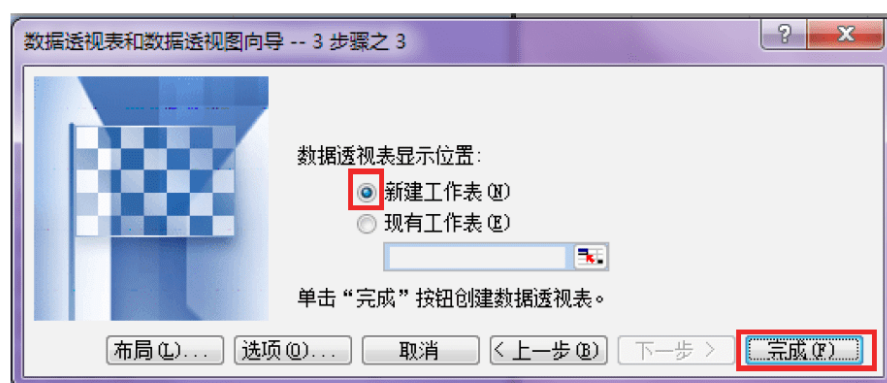 数据透视表和数据透视图向导 -- 3 步骤之 3
数据透视表显示位置:
新建工作表(N)
现有工作表(E)
单击“完成”按钮创建数据透视表。
布局(L)... 选项(O)... 取消 < 上一步(B) 下一步 > 完成(F)